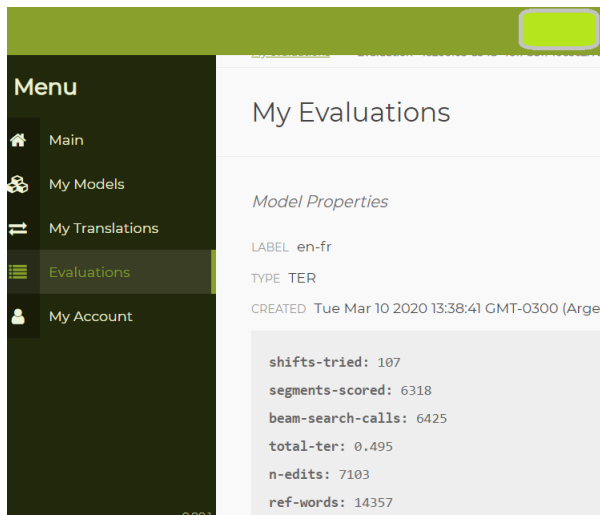 Menu
Main
My Models
My Translations
Evaluations
My Account
My Evaluations
Model Properties
LABEL en-fr
TYPE TER
CREATED Tue Mar 10 2020 13:38:41 GMT-0300 (Arge
shifts-tried: 107
segments-scored: 6318
beam-search-calls: 6425
total-ter: 0.495
n-edits: 7103
ref-words: 14357